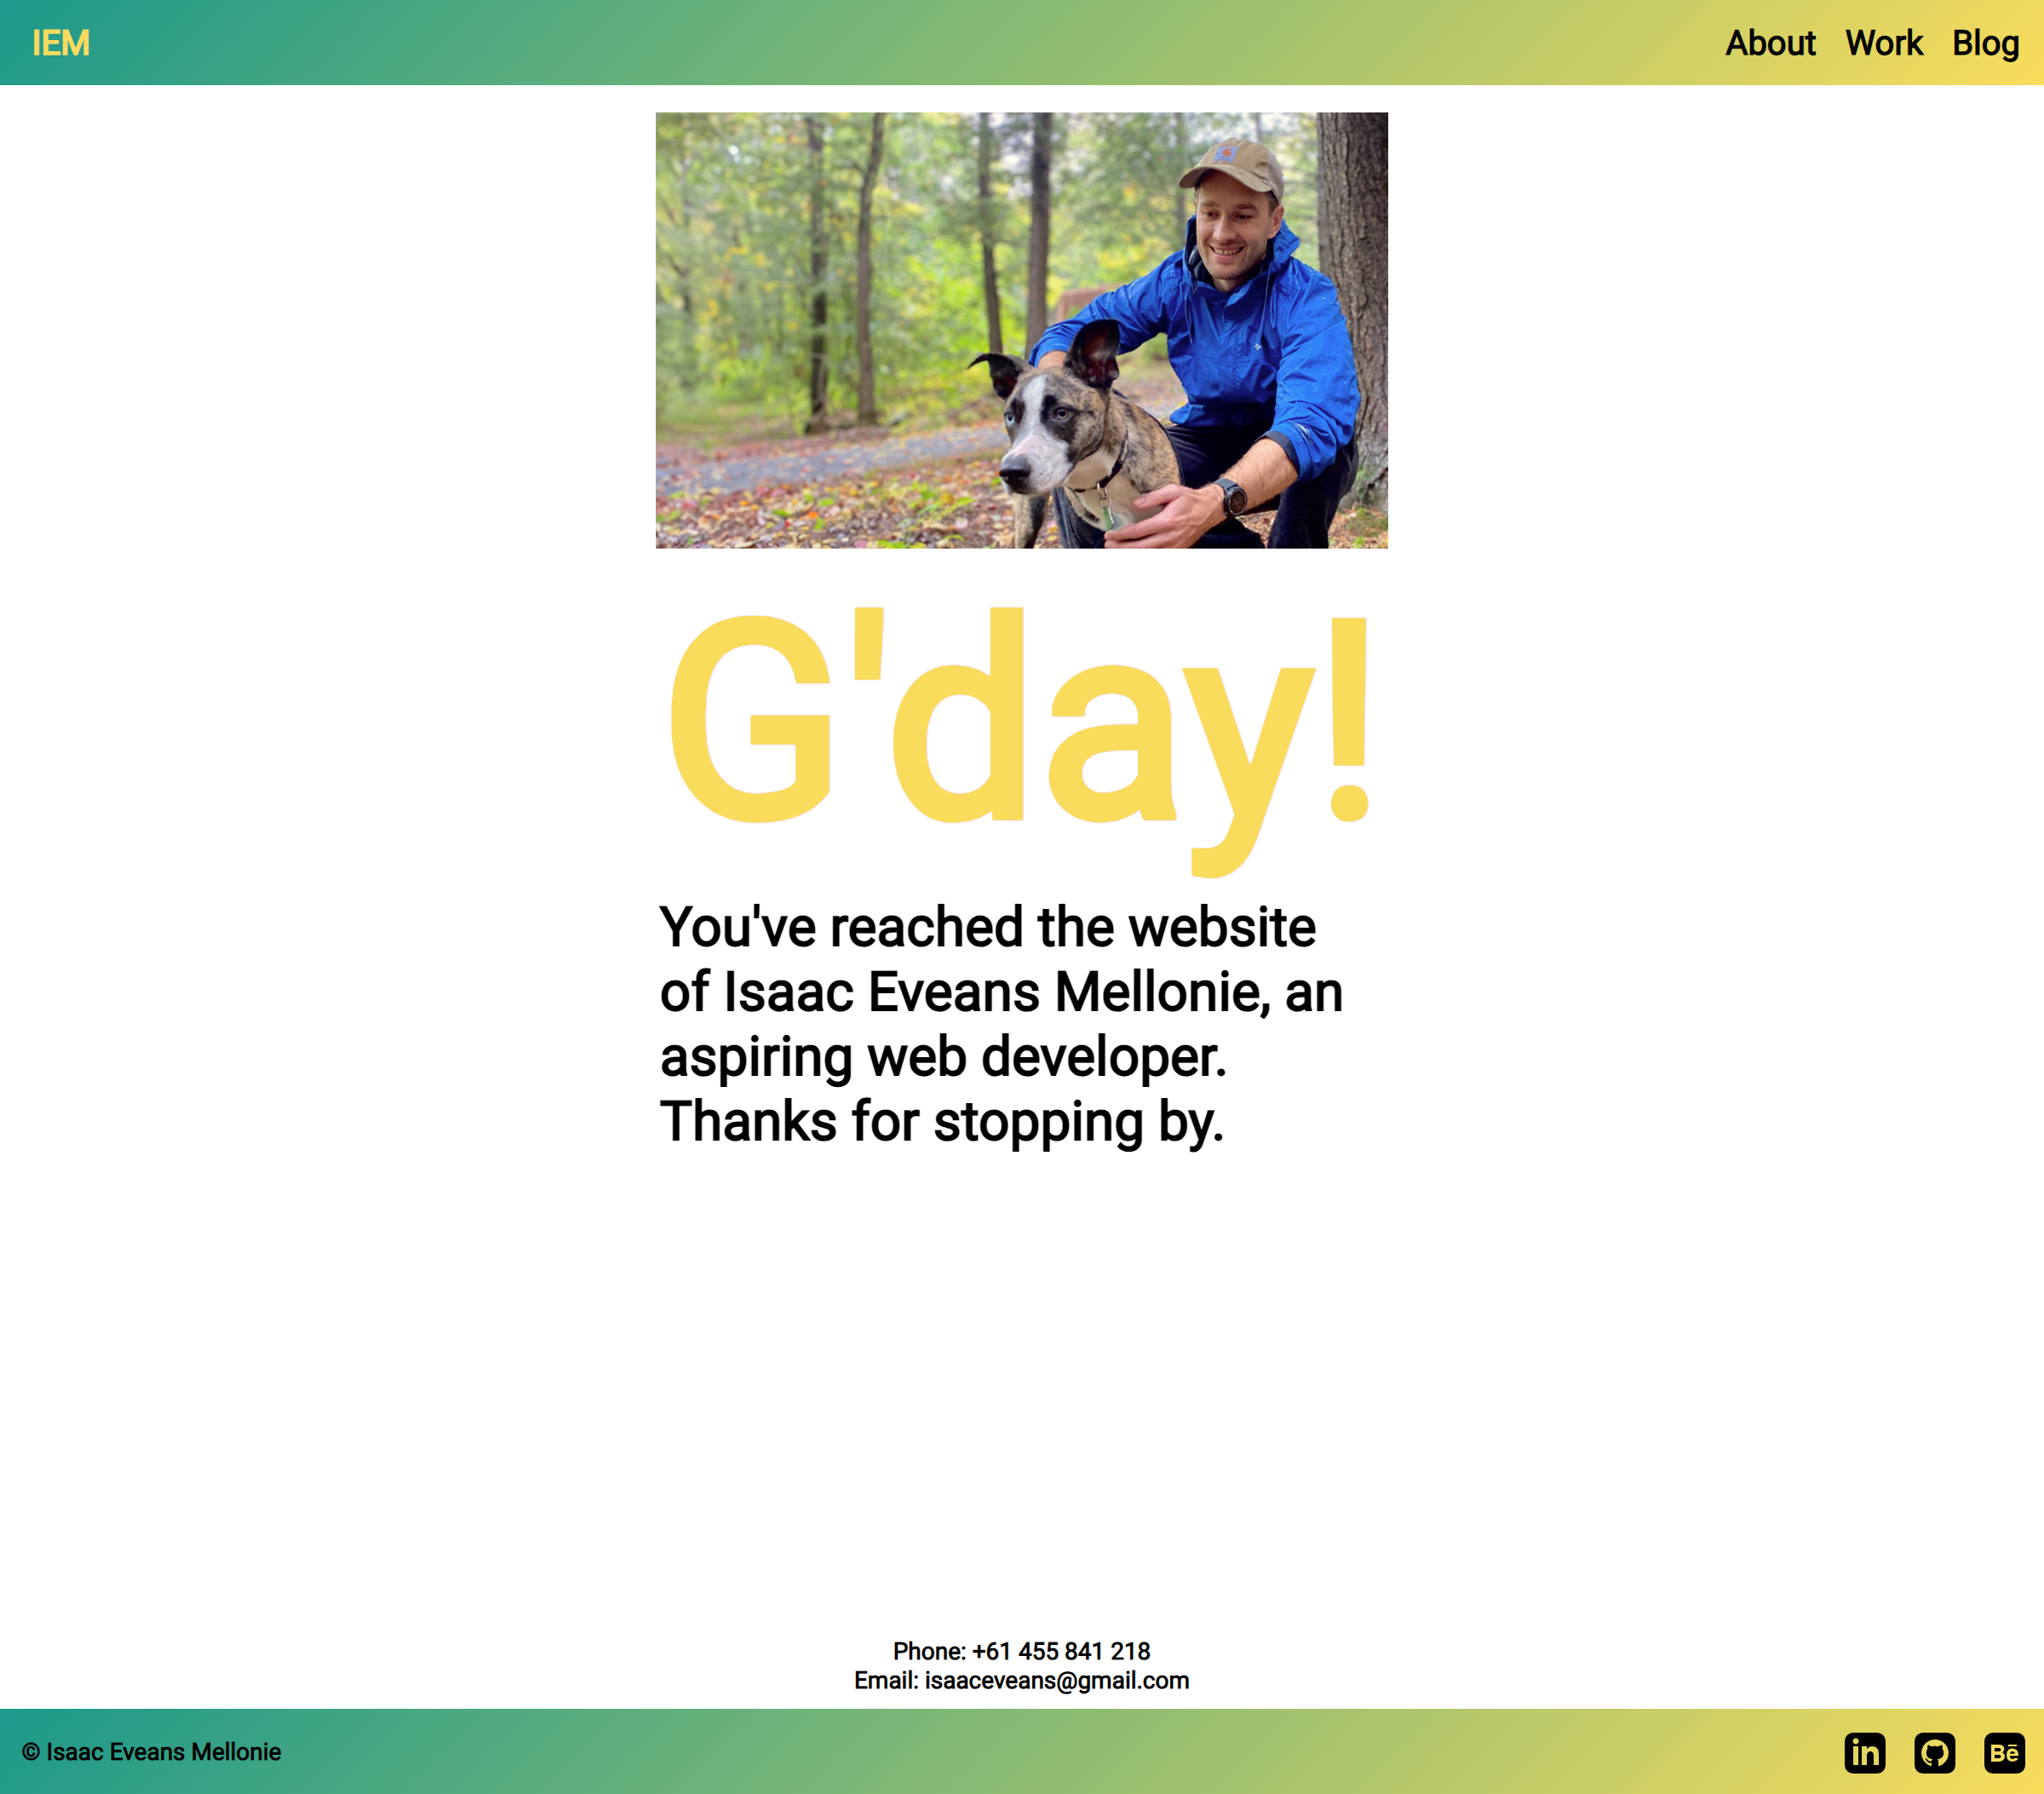 IEM
About Work Blog
G'day!
You've reached the website
of Isaac Eveans Mellonie, an
aspiring web developer.
Thanks for stopping by.
Phone: +61 455 841 218
Email: isaaceveans@gmail.com
© Isaac Eveans Mellonie
in
Bē